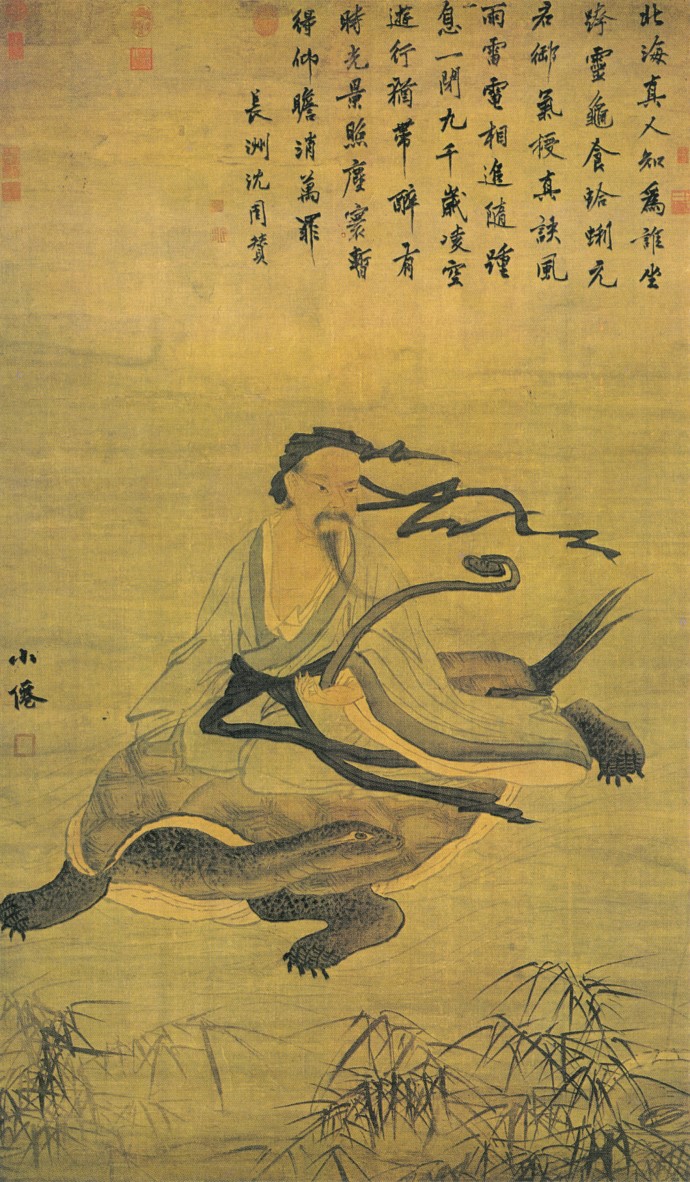 北海真人知為誰坐
跨靈龜食蛤蜊元
君御氣授真訣風
雨雷電相追隨踵
息一閉九千歲凌空
遊行猶帶醉有
時光景照塵寰暫
得仰瞻消萬罪
長洲沈周贊
小僊